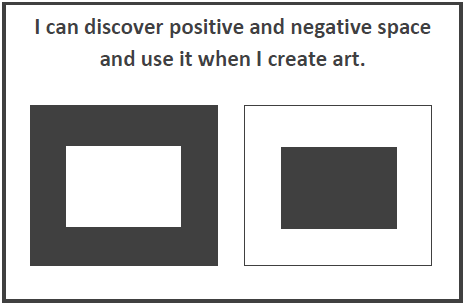 I can discover positive and negative space
and use it when I create art.